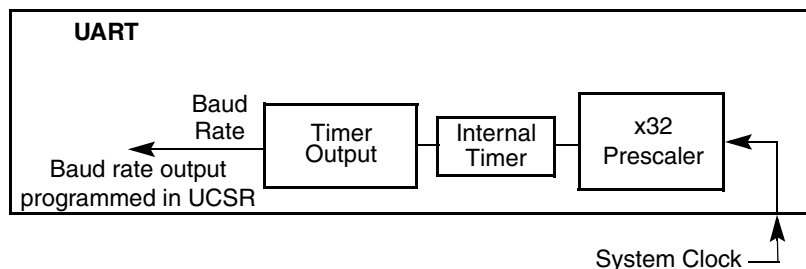 UART
Baud
Rate
Timer
Output
Internal
Timer
x32
Prescaler
Baud rate output
programmed in UCSR
System Clock